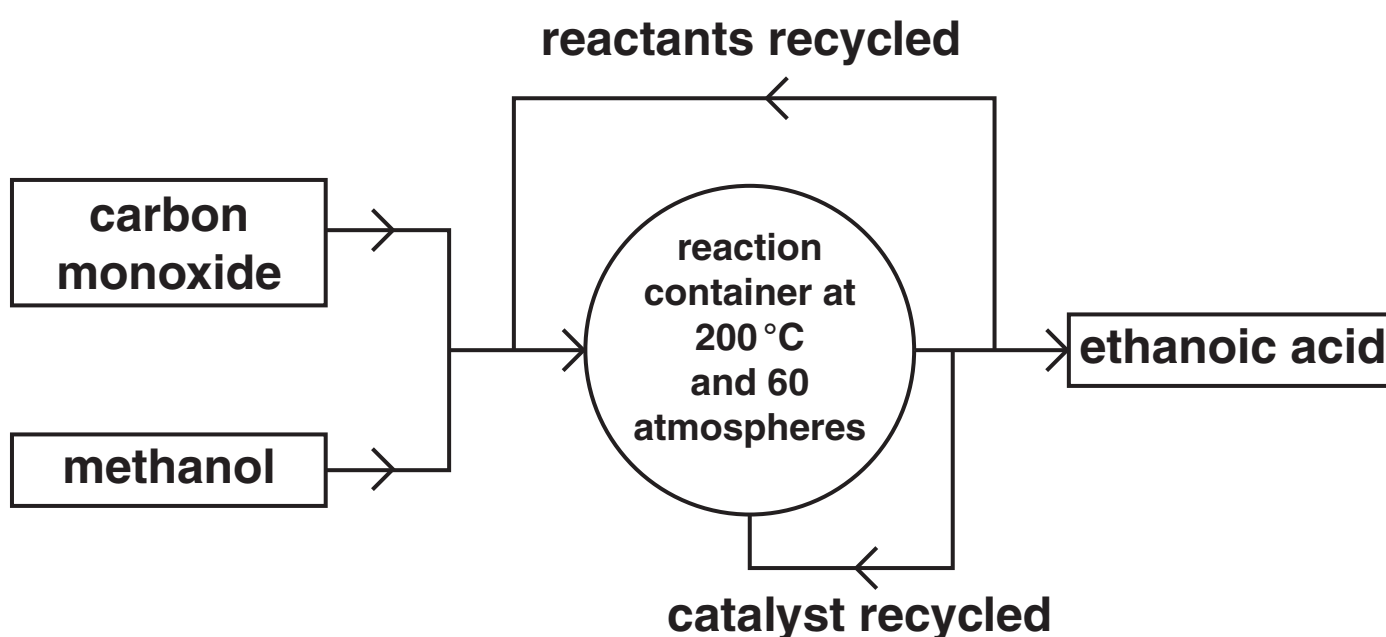 reactants recycled
carbon
monoxide
reaction
container at
200 °C
and 60
atmospheres
ethanoic acid
methanol
catalyst recycled